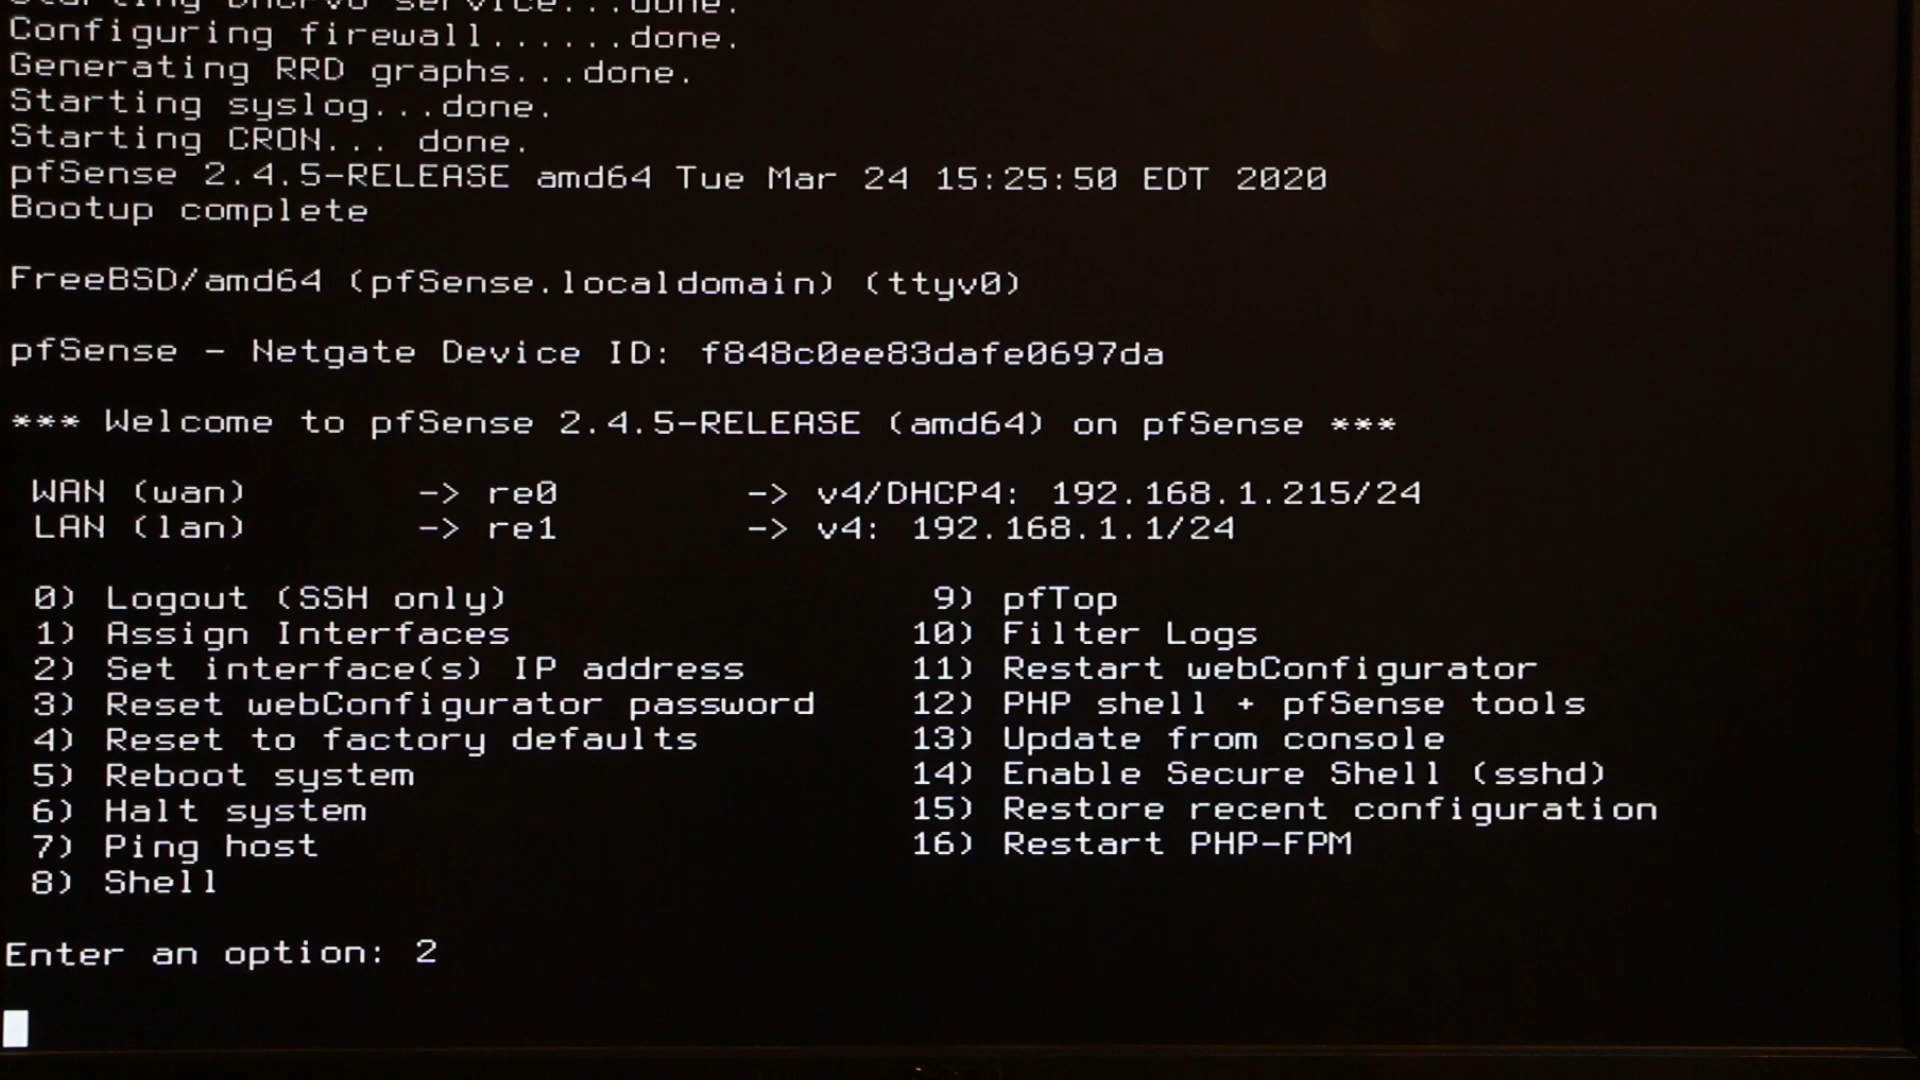 Starting DHCPv6 service...done.
Configuring firewall......done.
Generating RRD graphs...done.
Starting syslog...done.
Starting CRON... done.
pfSense 2.4.5-RELEASE amd64 Tue Mar 24 15:25:50 EDT 2020
Bootup complete
FreeBSD/amd64 (pfSense.localdomain) (ttyv0)
pfSense - Netgate Device ID: f848c0ee83dafe0697da
*** Welcome to pfSense 2.4.5-RELEASE (amd64) on pfSense ***
WAN (wan) -> re0 -> v4/DHCP4: 192.168.1.215/24
LAN (lan) -> re1 -> v4: 192.168.1.1/24
0) Logout (SSH only) 9) pfTop
1) Assign Interfaces 10) Filter Logs
2) Set interface(s) IP address 11) Restart webConfigurator
3) Reset webConfigurator password 12) PHP shell + pfSense tools
4) Reset to factory defaults 13) Update from console
5) Reboot system 14) Enable Secure Shell (sshd)
6) Halt system 15) Restore recent configuration
7) Ping host 16) Restart PHP-FPM
8) Shell
Enter an option: 2